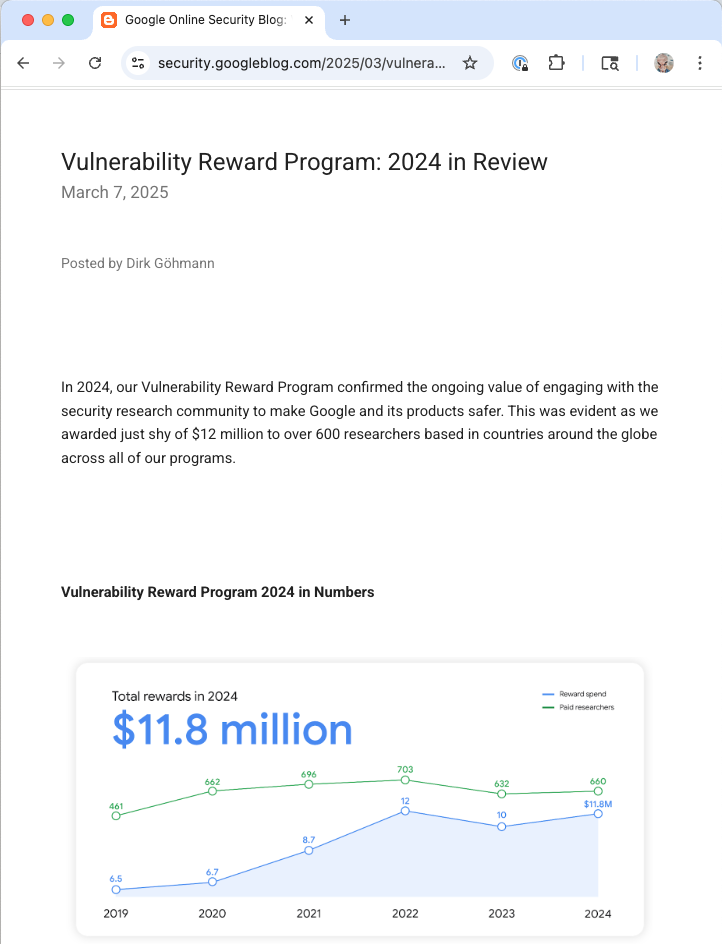 Google Online Security Blog:
security.googleblog.com/2025/03/vulnera...
Vulnerability Reward Program: 2024 in Review
March 7, 2025
Posted by Dirk Göhmann
In 2024, our Vulnerability Reward Program confirmed the ongoing value of engaging with the
security research community to make Google and its products safer. This was evident as we
awarded just shy of $12 million to over 600 researchers based in countries around the globe
across all of our programs.
Vulnerability Reward Program 2024 in Numbers
Total rewards in 2024
$11.8 million
Reward spend
Paid researchers
461 662 696 703 632 660
6.5 6.7 8.7 12 10 $11.8M
2019 2020 2021 2022 2023 2024